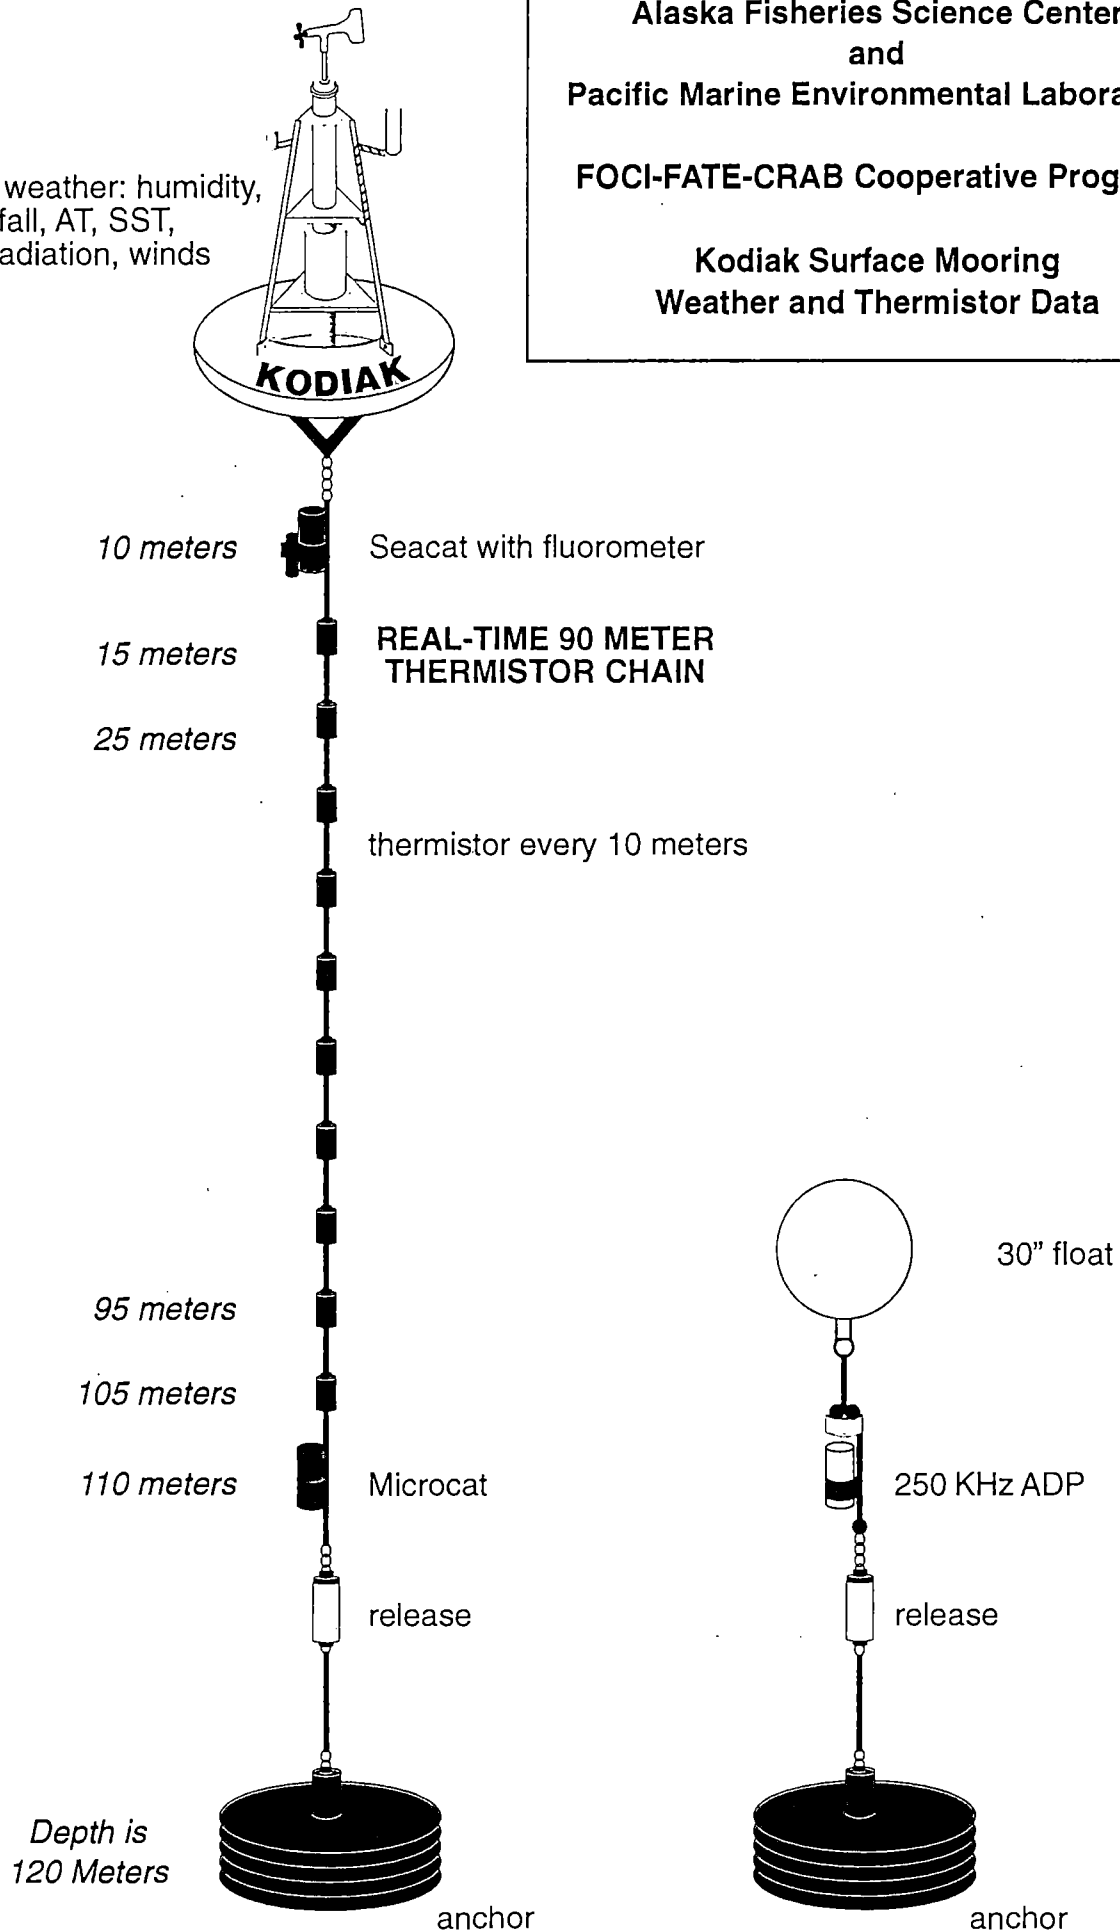 Alaska Fisheries Science Center
and
Pacific Marine Environmental Labora
FOCI-FATE-CRAB Cooperative Prog
Kodiak Surface Mooring
Weather and Thermistor Data
weather: humidity,
fall, AT, SST,
adiation, winds
KODIAK
10 meters
Seacat with fluorometer
15 meters
REAL-TIME 90 METER
THERMISTOR CHAIN
25 meters
thermistor every 10 meters
95 meters
30" float
105 meters
110 meters
Microcat
250 KHz ADP
release
release
Depth is
120 Meters
anchor
anchor